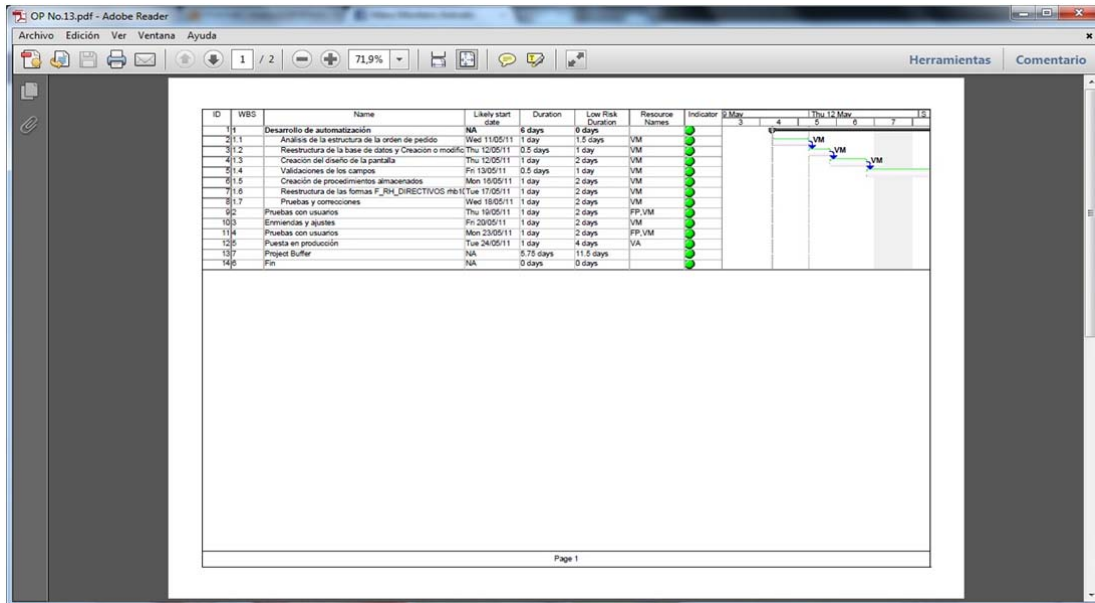 OP No.13.pdf - Adobe Reader
Archivo Edición Ver Ventana Ayuda
1 / 2 71,9% Herramientas Comentario
ID WBS Name Likely start date Duration Low Risk Duration Resource Names Indicator 9 May Thu 12 May S
3 4 5 6 7
1 1 Desarrollo de automatización NA 6 days 0 days
2 1.1 Análisis de la estructura de la orden de pedido Wed 11/05/11 1 day 1.5 days VM VM
3 1.2 Reestructura de la base de datos y Creación o modific Thu 12/05/11 0.5 days 1 day VM VM
4 1.3 Creación del diseño de la pantalla Thu 12/05/11 1 day 2 days VM VM
5 1.4 Validaciones de los campos Fri 13/05/11 0.5 days 1 day VM
6 1.5 Creación de procedimientos almacenados Mon 16/05/11 1 day 2 days VM
7 1.6 Reestructura de las formas F_RH_DIRECTIVOS Tue 17/05/11 1 day 2 days VM
8 1.7 Pruebas y correcciones Wed 18/05/11 1 day 2 days VM
9 2 Pruebas con usuarios Thu 19/05/11 1 day 2 days FP,VM
10 3 Enmiendas y ajustes Fri 20/05/11 1 day 2 days VM
11 4 Pruebas con usuarios Mon 23/05/11 1 day 2 days FP,VM
12 5 Puesta en producción Tue 24/05/11 1 day 4 days VA
13 7 Project Buffer NA 5.75 days 11.5 days
14 6 Fin NA 0 days 0 days
Page 1